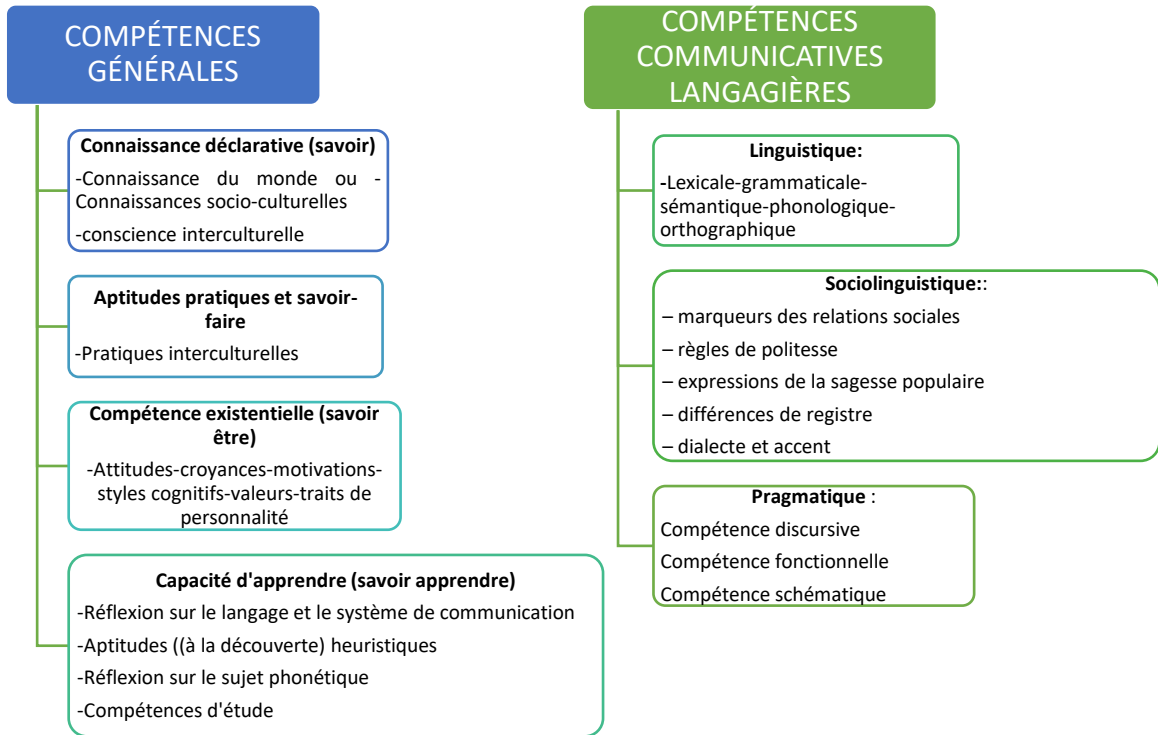 COMPÉTENCES
GÉNÉRALES
Connaissance déclarative (savoir)
-Connaissance du monde ou -
Connaissances socio-culturelles
-conscience interculturelle
Aptitudes pratiques et savoir-
faire
-Pratiques interculturelles
Compétence existentielle (savoir
être)
-Attitudes-croyances-motivations-
styles cognitifs-valeurs-traits de
personnalité
Capacité d'apprendre (savoir apprendre)
-Réflexion sur le langage et le système de communication
-Aptitudes ((à la découverte) heuristiques
-Réflexion sur le sujet phonétique
-Compétences d'étude
COMPÉTENCES
COMMUNICATIVES
LANGAGIÈRES
Linguistique:
-Lexicale-grammaticale-
sémantique-phonologique-
orthographique
Sociolinguistique::
– marqueurs des relations sociales
– règles de politesse
– expressions de la sagesse populaire
– différences de registre
– dialecte et accent
Pragmatique :
Compétence discursive
Compétence fonctionnelle
Compétence schématique